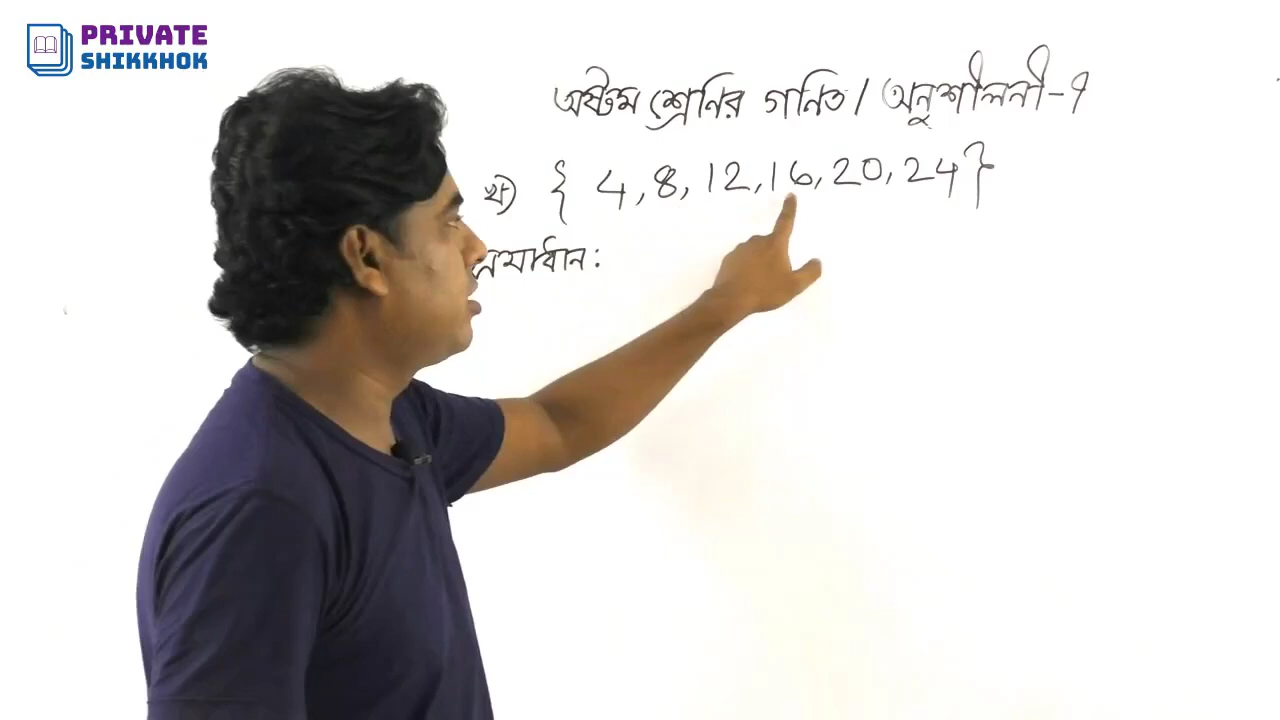 PRIVATE
SHIKKHOK
অষ্টম শ্রেনির গনিত / অনুশীলনী-৭
খ) { 4, 8, 12, 16, 20, 24}
সমাধান: